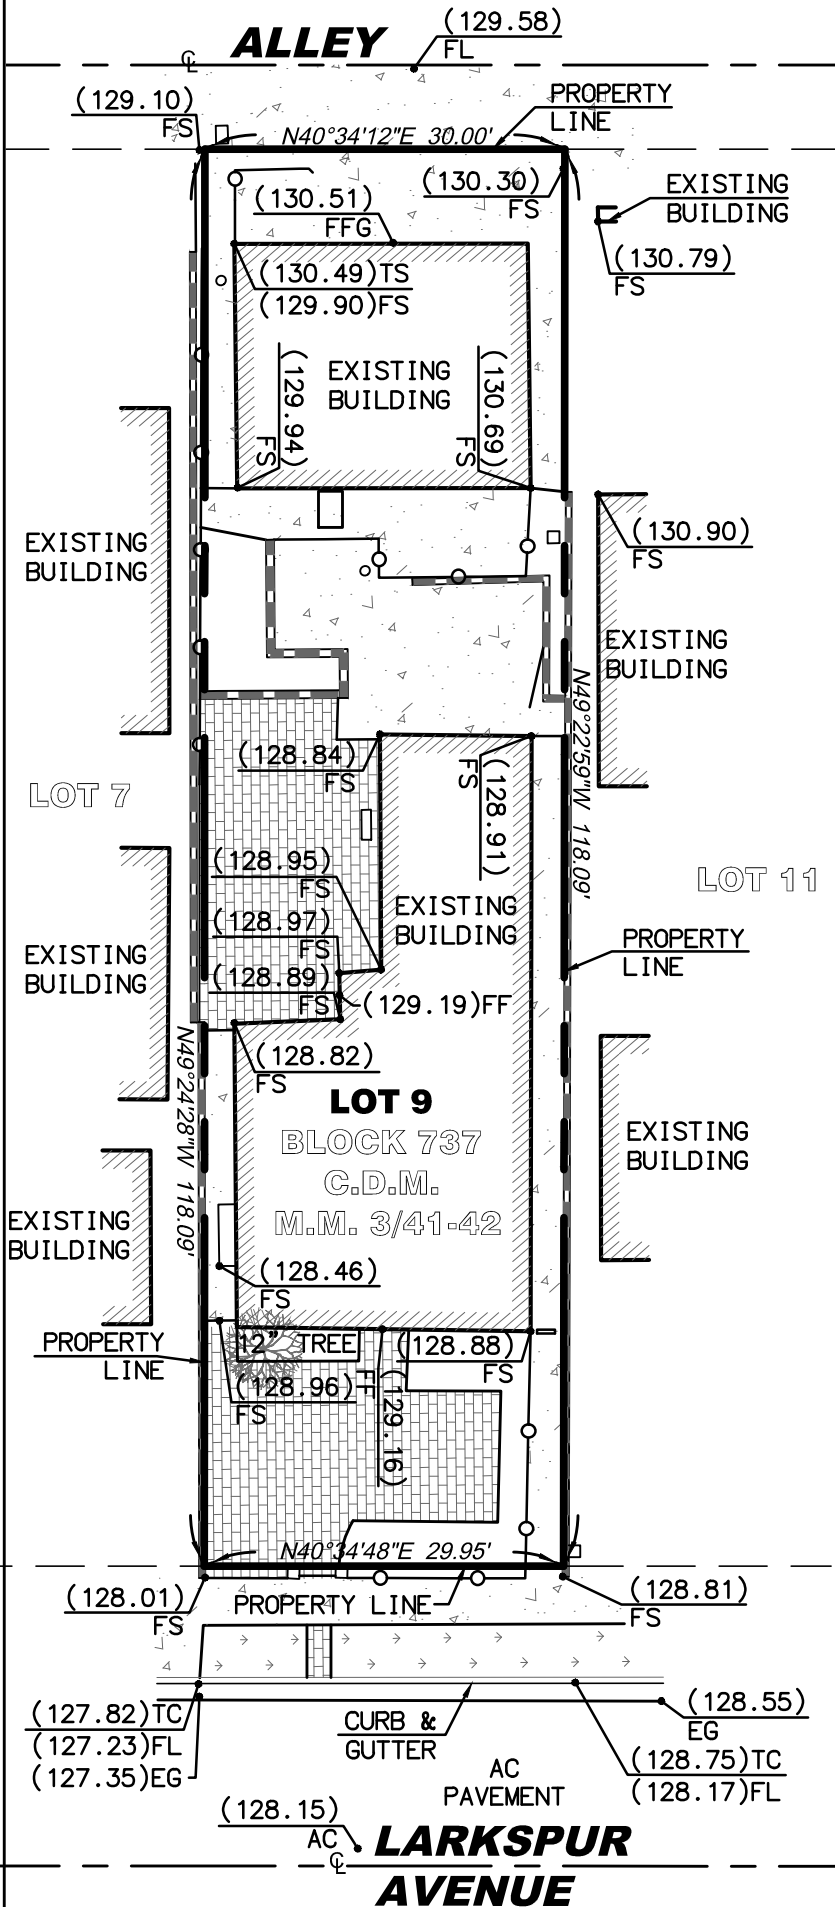 (129.58)
FL
℄
ALLEY
(129.10)
FS
PROPERTY
LINE
N40°34'12"E 30.00'
(130.51)
FFG
(130.30)
FS
EXISTING
BUILDING
(130.79)
FS
(130.49)TS
(129.90)FS
EXISTING
BUILDING
(129.94)
FS
(130.69)
FS
EXISTING
BUILDING
(130.90)
FS
EXISTING
BUILDING
N49°22'59"W 118.09'
(128.84)
FS
(128.91)
FS
LOT 7
(128.95)
FS
LOT 11
(128.97)
FS
EXISTING
BUILDING
PROPERTY
LINE
EXISTING
BUILDING
(128.89)
FS
(129.19)FF
(128.82)
FS
N49°24'28"W 118.09'
LOT 9
BLOCK 737
C.D.M.
M.M. 3/41-42
EXISTING
BUILDING
EXISTING
BUILDING
(128.46)
FS
PROPERTY
LINE
12" TREE
(128.88)
FS
(128.96)
FS
(129.16)
FF
N40°34'48"E 29.95'
(128.01)
FS
PROPERTY LINE
(128.81)
FS
(127.82)TC
(127.23)FL
(127.35)EG
CURB &
GUTTER
(128.55)
EG
(128.75)TC
(128.17)FL
AC
PAVEMENT
(128.15)
AC
℄
LARKSPUR
AVENUE